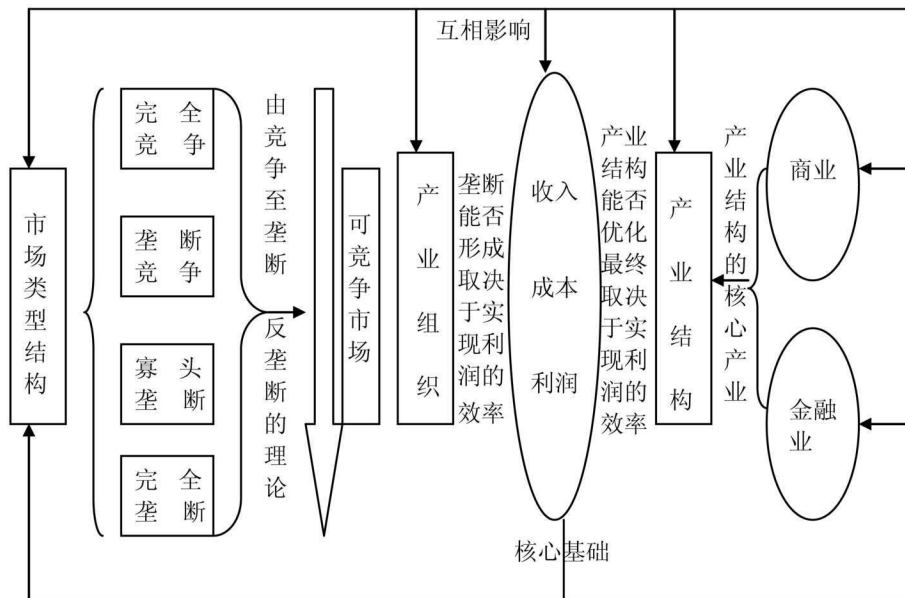 互相影响
市场类型结构
完全
竞争
垄断
竞争
寡头
垄断
完全
垄断
由竞争至垄断
反垄断的理论
可竞争市场
产业组织
垄断
能否
形成
取决
于实
现利
润的
效率
收入
成本
利润
产业
结构
能否
优化
最终
取决
于实
现利
润的
效率
产业结构
产业结构的核心产业
商业
金融
业
核心基础